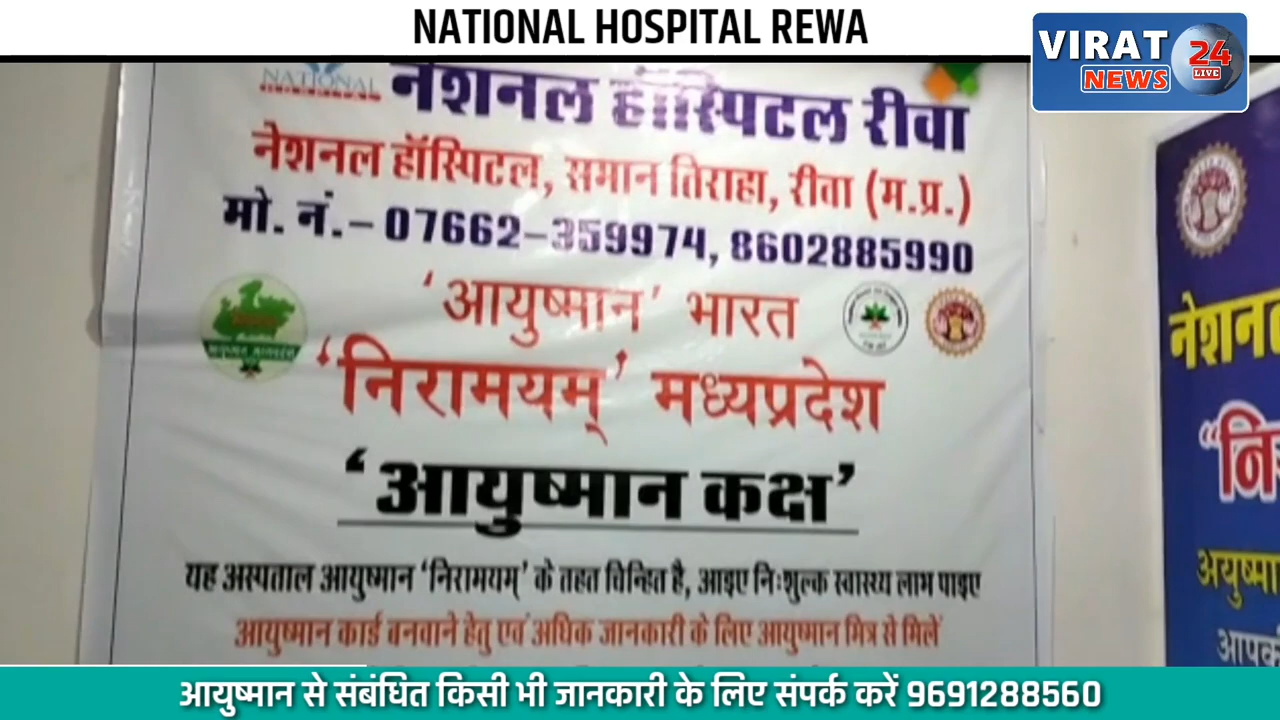 NATIONAL HOSPITAL REWA
VIRAT
24
NEWS
LIVE
NATIONAL
नेशनल हॉस्पिटल रीवा
नेशनल हॉस्पिटल, समान तिराहा, रीवा (म.प्र.)
मो. नं.– 07662–359974, 8602885990
‘आयुष्मान’ भारत
‘निरामयम्’ मध्यप्रदेश
‘आयुष्मान कक्ष’
यह अस्पताल आयुष्मान ‘निरामयम्’ के तहत चिन्हित है, आइए निःशुल्क स्वास्थ्य लाभ पाइए
आयुष्मान कार्ड बनवाने हेतु एवं अधिक जानकारी के लिए आयुष्मान मित्र से मिलें
आयुष्मान से संबंधित किसी भी जानकारी के लिए संपर्क करें 9691288560